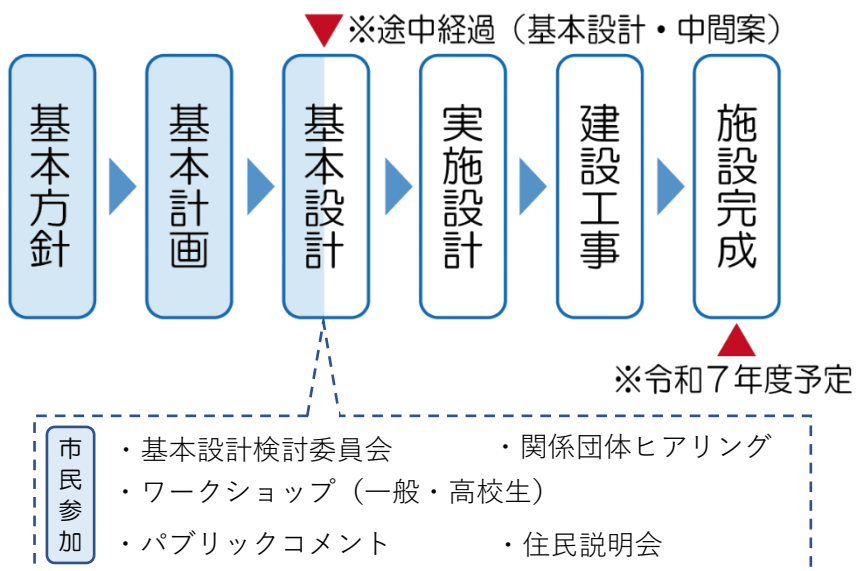 ※途中経過（基本設計・中間案）
基本方針
基本計画
基本設計
実施設計
建設工事
施設完成
※令和７年度予定
市民参加
・基本設計検討委員会
・関係団体ヒアリング
・ワークショップ（一般・高校生）
・パブリックコメント
・住民説明会